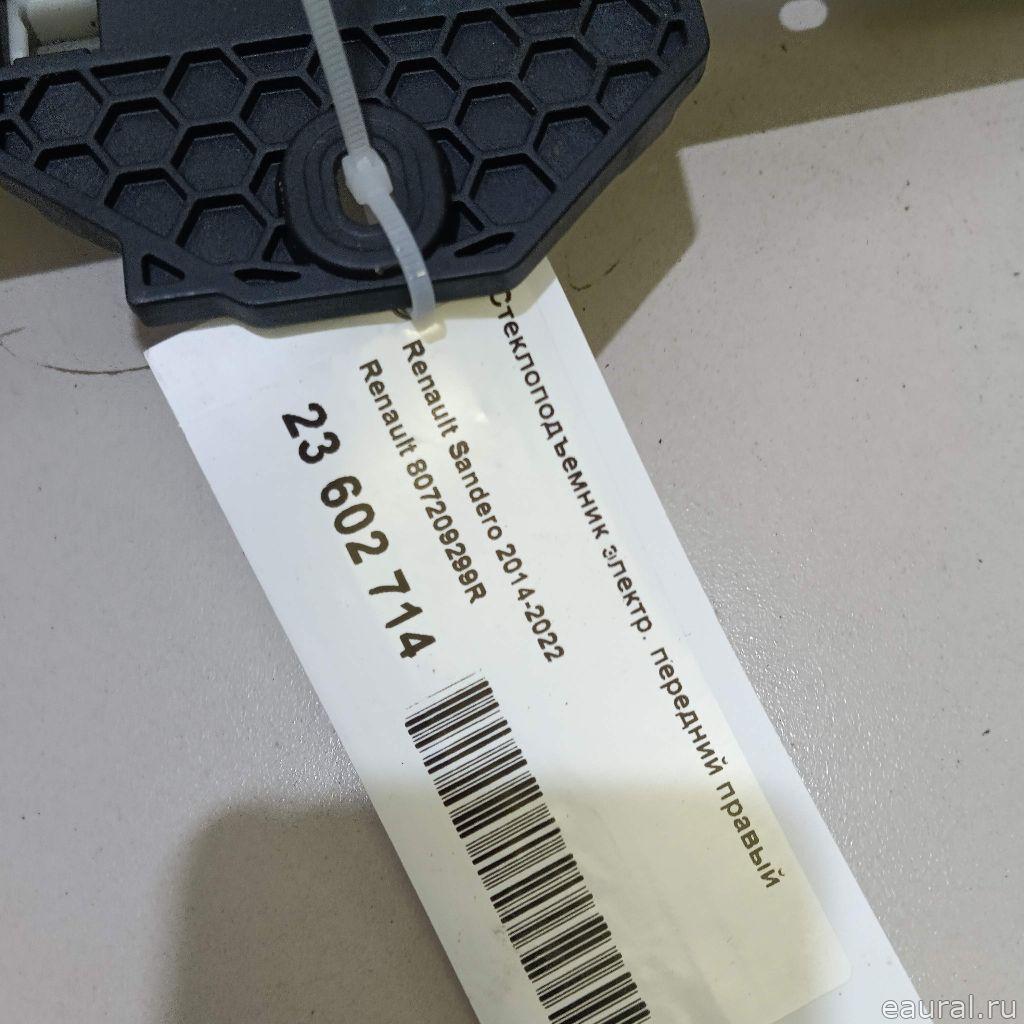 Стеклоподъемник электр. передний правый
Renault Sandero 2014-2022
Renault 807209299R
23 602 714
eaural.ru